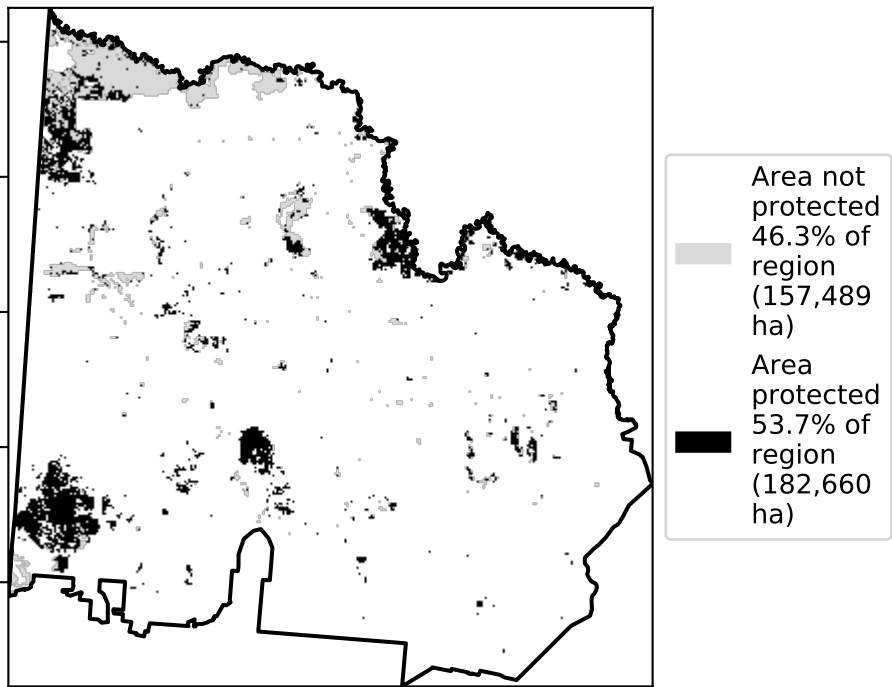 Area not
protected
46.3% of
region
(157,489
ha)
Area
protected
53.7% of
region
(182,660
ha)